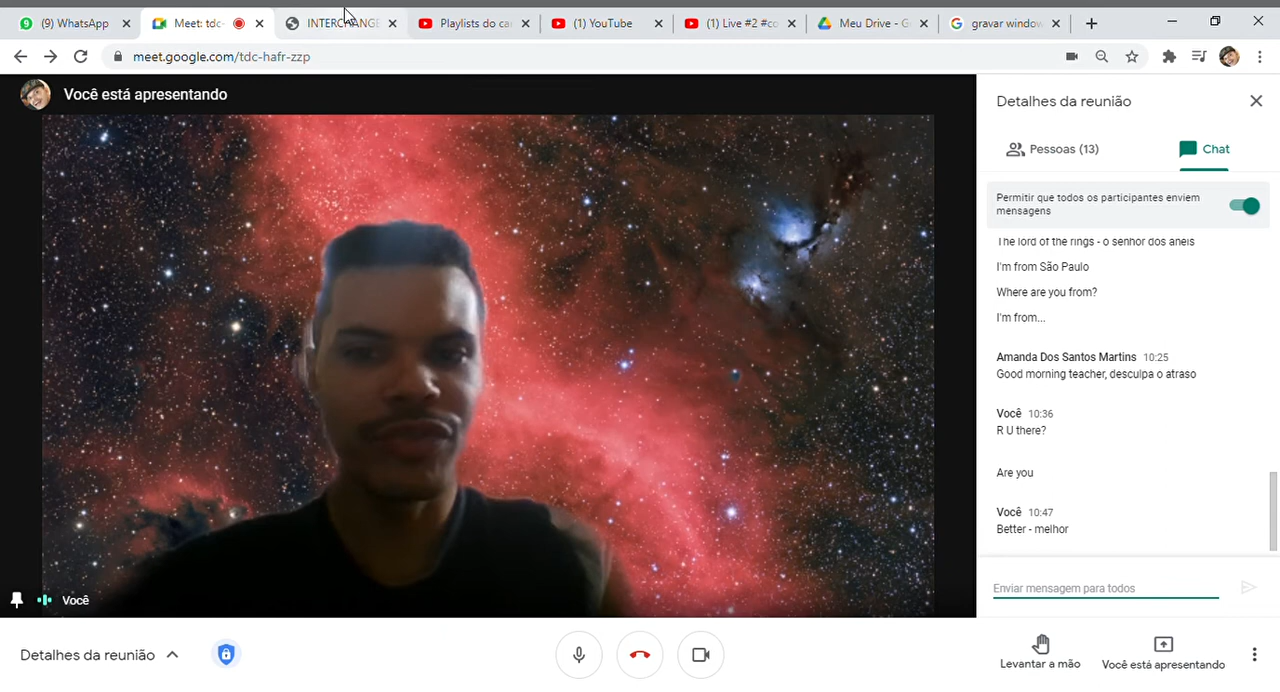 (9) WhatsApp
Meet: tdc-
INTERCHANGE
Playlists do ca
(1) YouTube
(1) Live #2 #co
Meu Drive - G
gravar window
meet.google.com/tdc-hafr-zzp
Você está apresentando
Detalhes da reunião
Pessoas (13)
Chat
Permitir que todos os participantes enviem
mensagens
The lord of the rings - o senhor dos anéis
I'm from São Paulo
Where are you from?
I'm from...
Amanda Dos Santos Martins 10:25
Good morning teacher, desculpa o atraso
Você 10:36
R U there?
Are you
Você 10:47
Better - melhor
Enviar mensagem para todos
Você
Detalhes da reunião
Levantar a mão
Você está apresentando